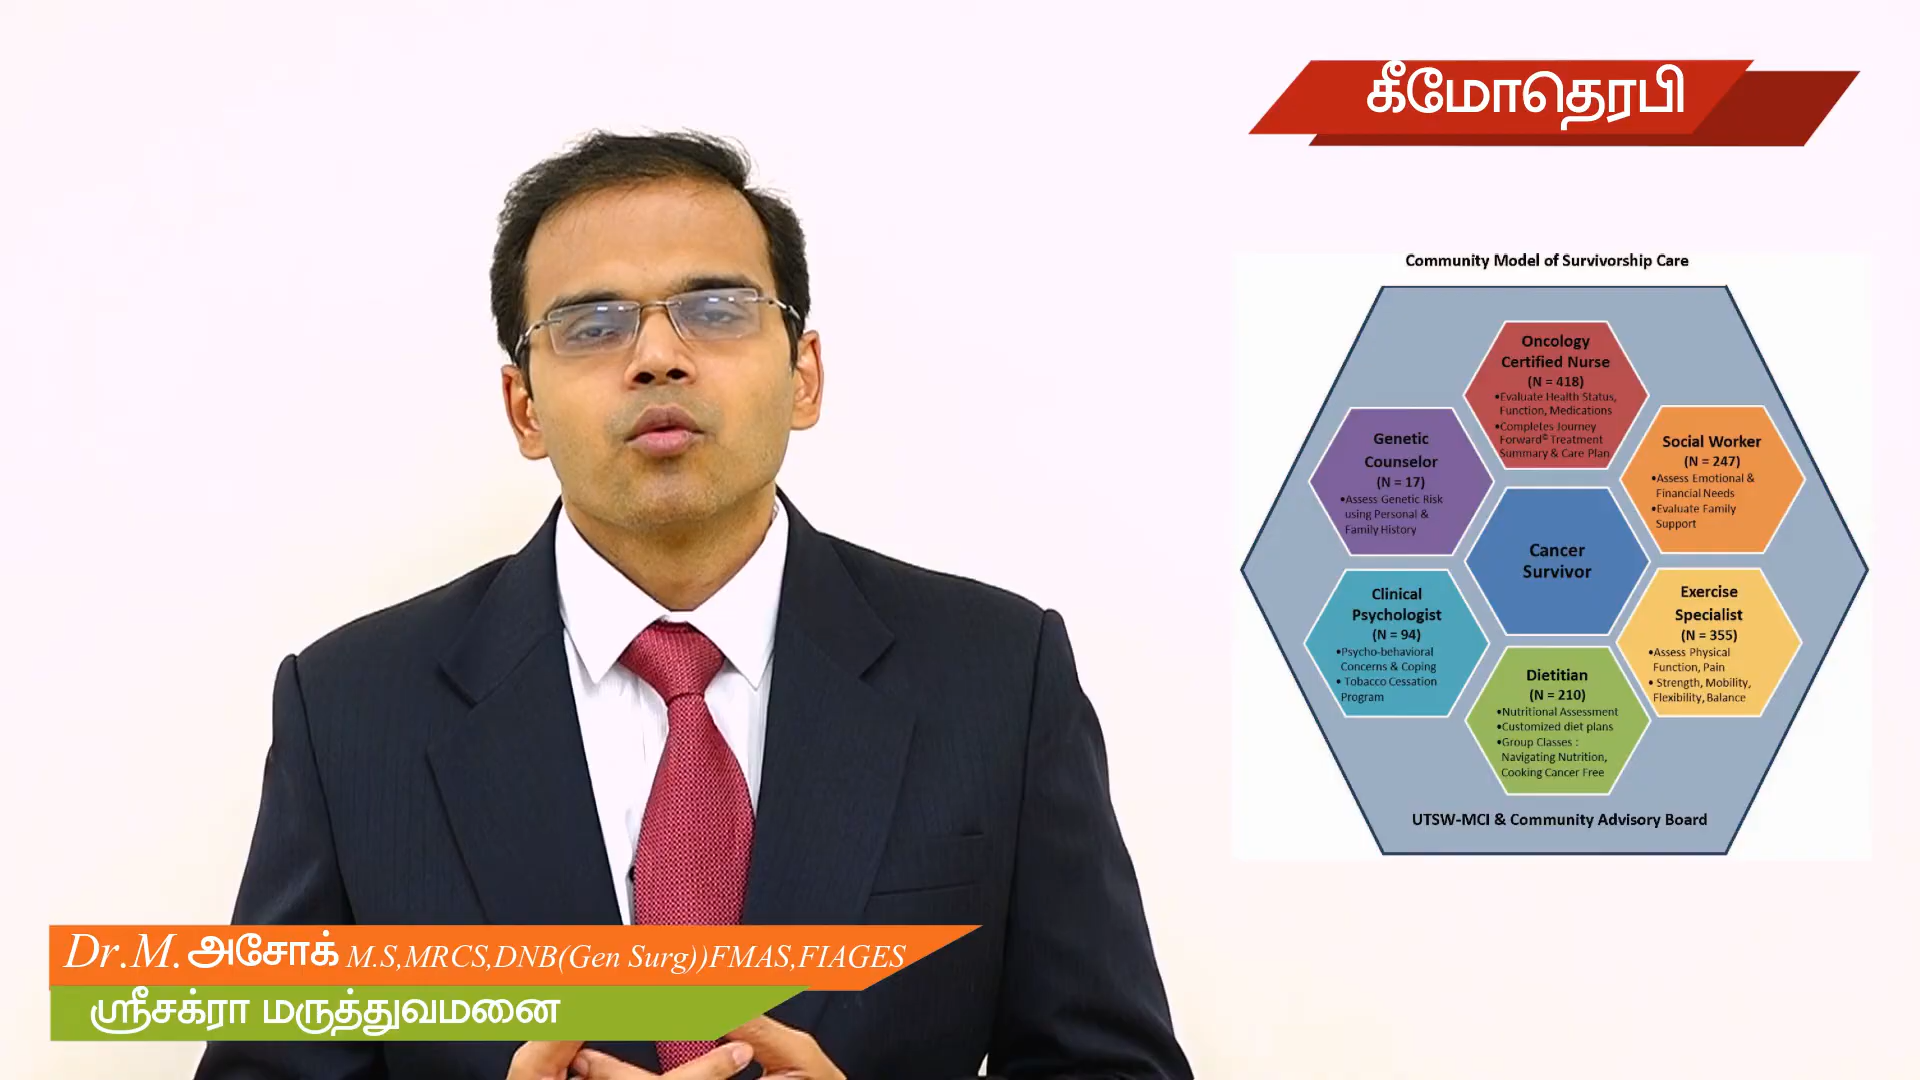 கீமோதெரபி
Community Model of Survivorship Care
Oncology
Certified Nurse
(N = 418)
•Evaluate Health Status,
Function, Medications
•Completes Journey
Forward© Treatment
Summary & Care Plan
Genetic
Counselor
(N = 17)
•Assess Genetic Risk
using Personal &
Family History
Social Worker
(N = 247)
•Assess Emotional &
Financial Needs
•Evaluate Family
Support
Cancer
Survivor
Clinical
Psychologist
(N = 94)
•Psycho-behavioral
Concerns & Coping
• Tobacco Cessation
Program
Exercise
Specialist
(N = 355)
•Assess Physical
Function, Pain
• Strength, Mobility,
Flexibility, Balance
Dietitian
(N = 210)
•Nutritional Assessment
•Customized diet plans
•Group Classes :
Navigating Nutrition,
Cooking Cancer Free
UTSW-MCI & Community Advisory Board
Dr.M.அசோக் M.S,MRCS,DNB(Gen Surg))FMAS,FIAGES
ஸ்ரீசக்ரா மருத்துவமனை